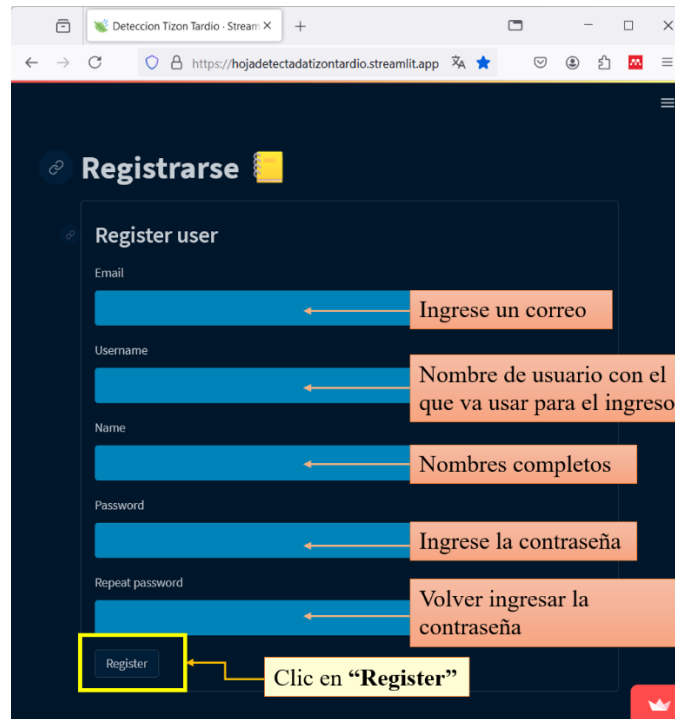 Deteccion Tizon Tardio · Stream
https://hojadetectadatizontardio.streamlit.app
Registrarse
Register user
Email
Ingrese un correo
Username
Nombre de usuario con el
que va usar para el ingreso
Name
Nombres completos
Password
Ingrese la contraseña
Repeat password
Volver ingresar la
contraseña
Register
Clic en “Register”